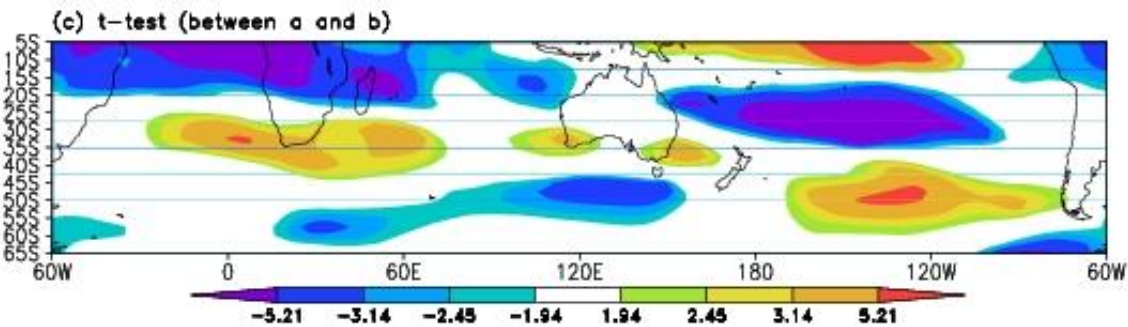 (c) t-test (between a and b)
5S
10S
15S
20S
25S
30S
35S
40S
45S
50S
55S
60S
65S
60W 0 60E 120E 180 120W 60W
-5.21 -3.14 -2.45 -1.94 1.94 2.45 3.14 5.21